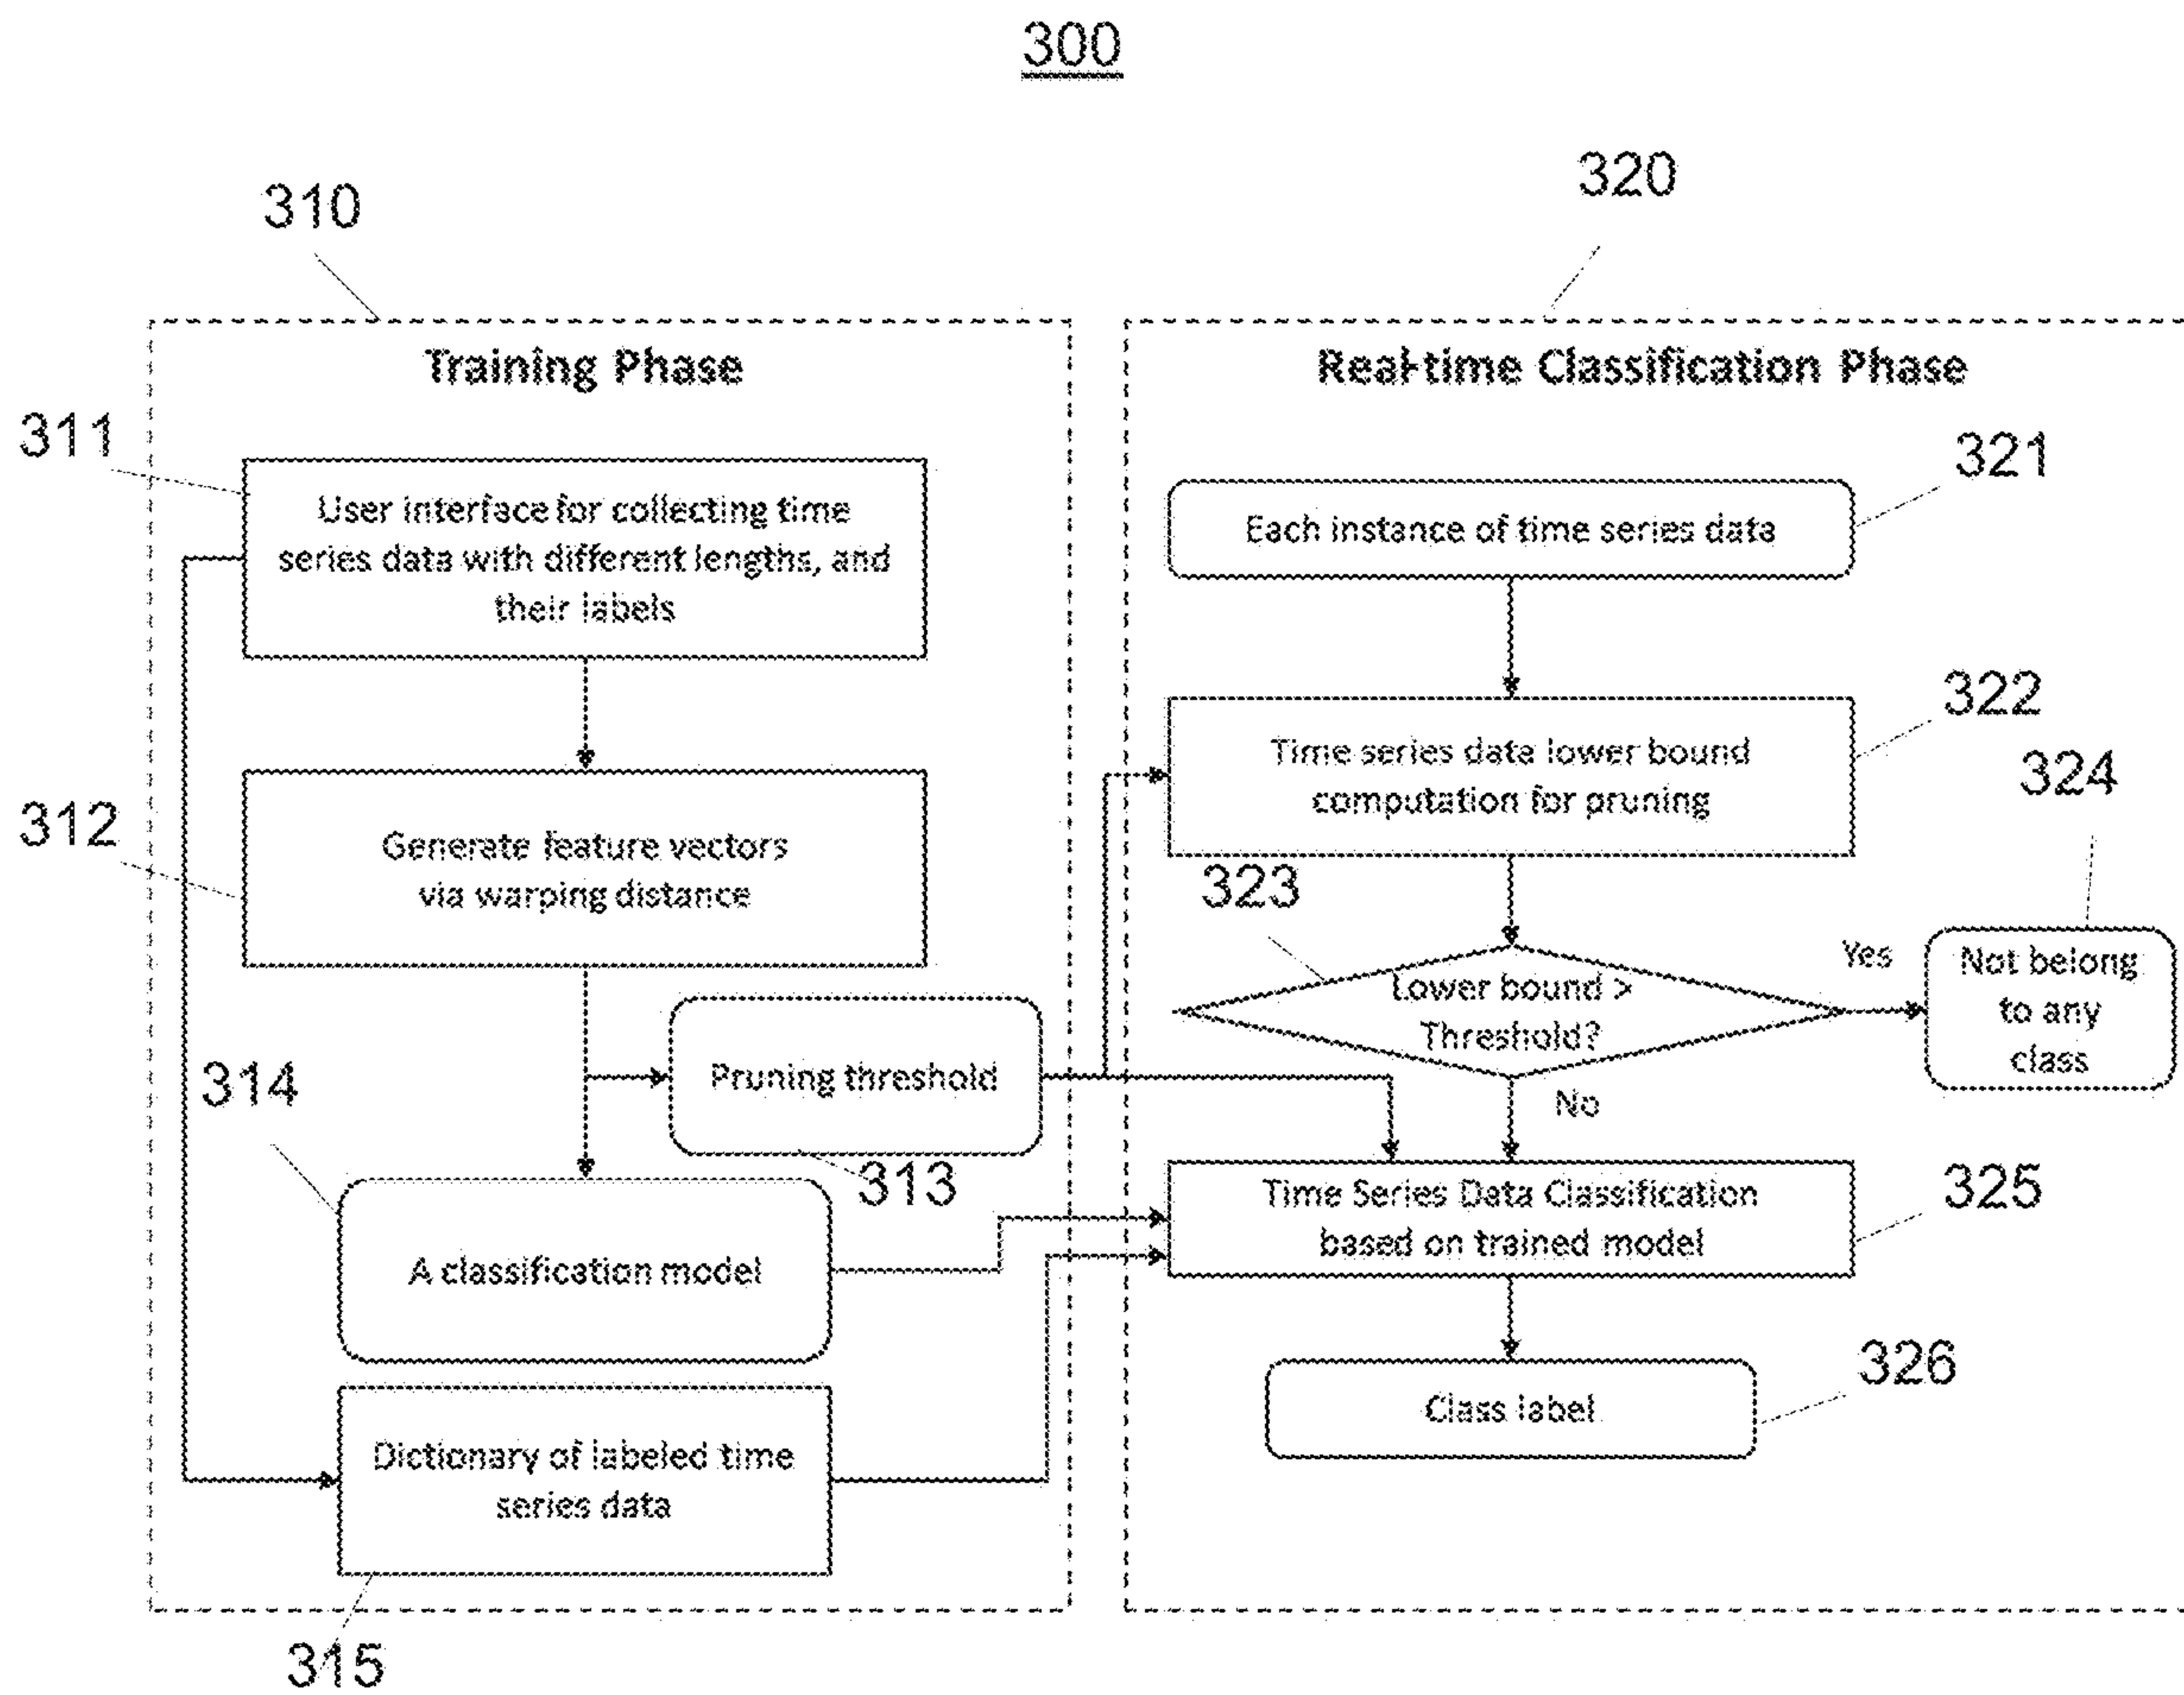 300
310
320
Training Phase
Real-time Classification Phase
311
User interface for collecting time
series data with different lengths, and
their labels
321
Each instance of time series data
312
Generate feature vectors
via warping distance
322
Time series data lower bound
computation for pruning
323
324
Lower bound >
Threshold?
Yes
No
Not belong
to any
class
Pruning threshold
313
314
A classification model
325
Time Series Data Classification
based on trained model
326
Class label
Dictionary of labeled time
series data
315